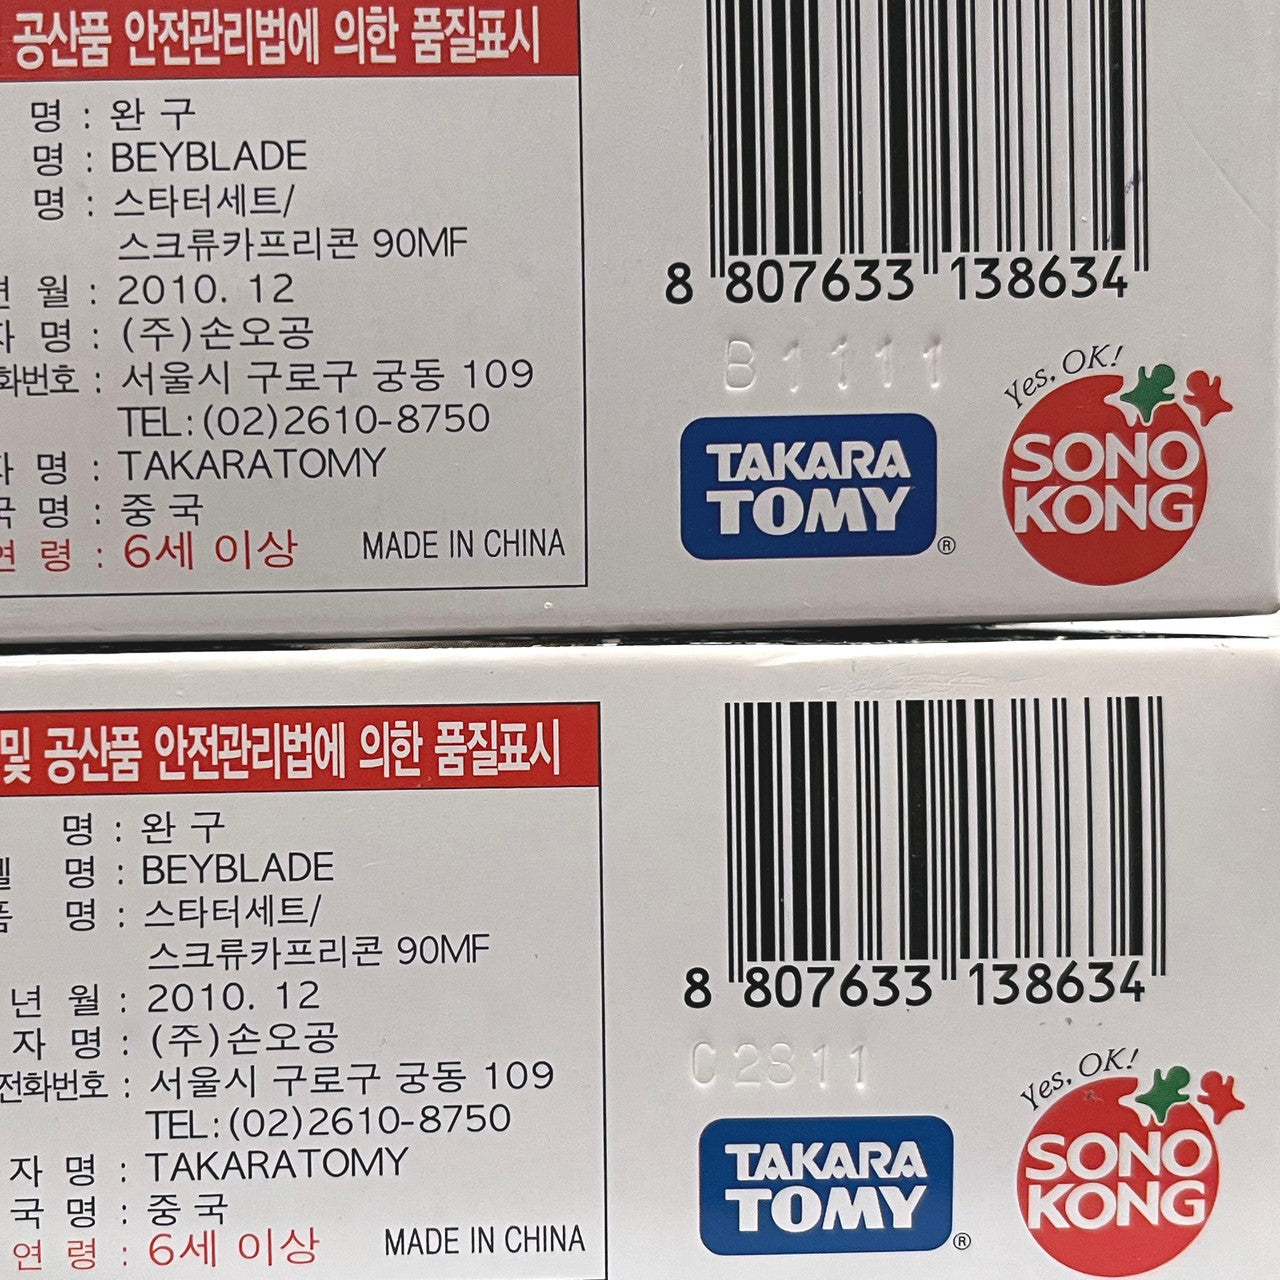 공산품 안전관리법에 의한 품질표시
명 : 완 구
명 : BEYBLADE
명 : 스타터세트/
스크류카프리콘 90MF
년 월 : 2010. 12
자 명 : (주)손오공
화번호 : 서울시 구로구 궁동 109
TEL:(02)2610-8750
자 명 : TAKARATOMY
국 명 : 중 국
연 령 : 6세 이상
MADE IN CHINA
8 807633 138634
B1111
TAKARA
TOMY
®
Yes, OK!
SONO
KONG
및 공산품 안전관리법에 의한 품질표시
명 : 완 구
델 명 : BEYBLADE
품 명 : 스타터세트/
스크류카프리콘 90MF
년 월 : 2010. 12
자 명 : (주)손오공
전화번호 : 서울시 구로구 궁동 109
TEL:(02)2610-8750
자 명 : TAKARATOMY
국 명 : 중 국
연 령 : 6세 이상
MADE IN CHINA
8 807633 138634
C2811
TAKARA
TOMY
®
Yes, OK!
SONO
KONG